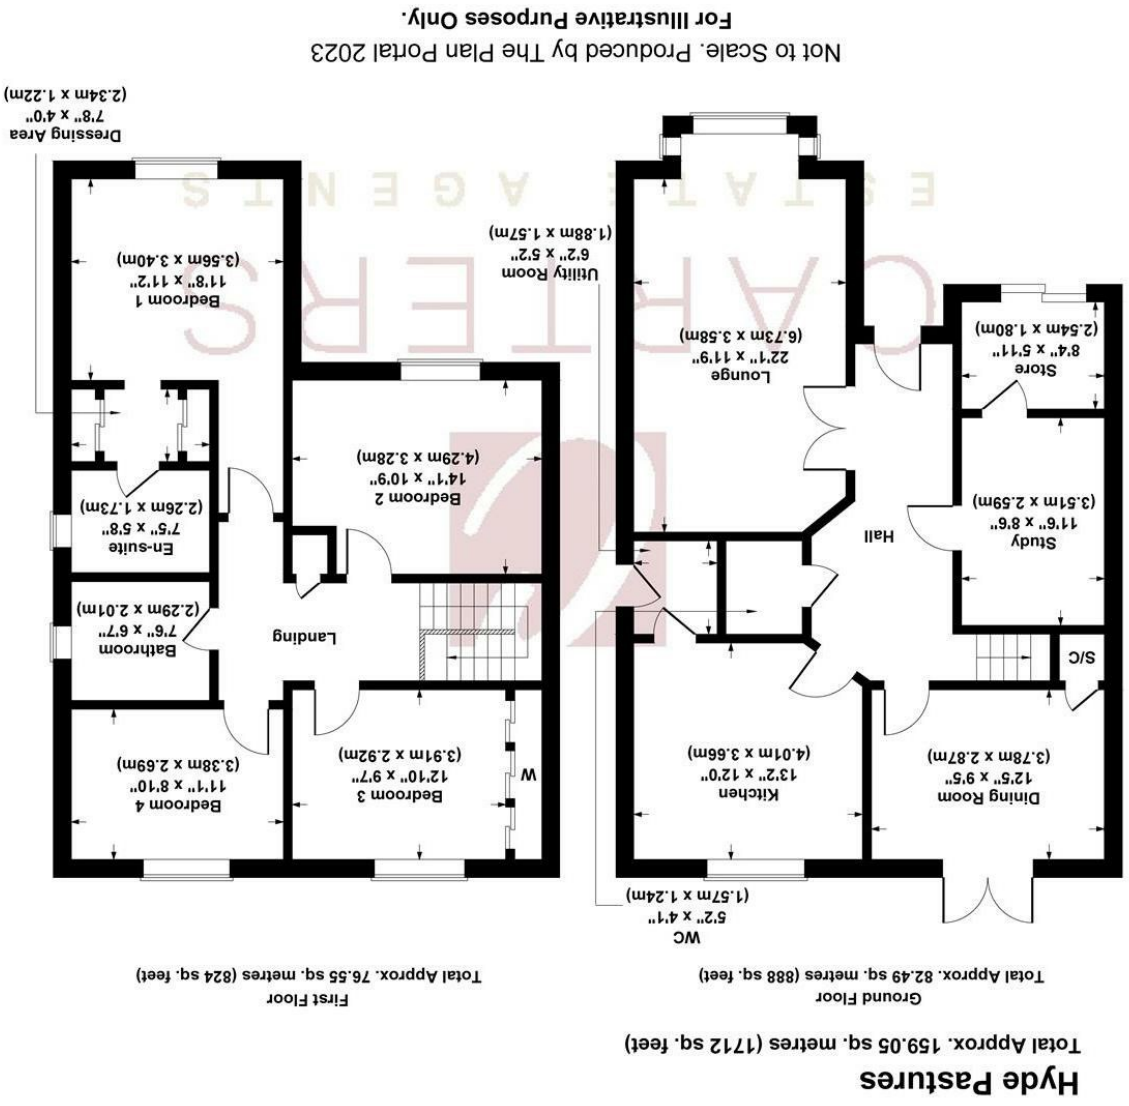 Hyde Pastures
Total Approx. 159.05 sq. metres (1712 sq. feet)
Ground Floor
Total Approx. 82.49 sq. metres (888 sq. feet)
First Floor
Total Approx. 76.55 sq. metres (824 sq. feet)
WC
5'2" x 4'1"
(1.57m x 1.24m)
Dining Room
12'5" x 9'5"
(3.78m x 2.87m)
Kitchen
13'2" x 12'0"
(4.01m x 3.66m)
S/C
Study
11'6" x 8'6"
(3.51m x 2.59m)
Hall
Store
8'4" x 5'11"
(2.54m x 1.80m)
Lounge
22'1" x 11'9"
(6.73m x 3.58m)
Utility Room
6'2" x 5'2"
(1.88m x 1.57m)
W
Bedroom 3
12'10" x 9'7"
(3.91m x 2.92m)
Bedroom 4
11'1" x 8'10"
(3.38m x 2.69m)
Landing
Bathroom
7'6" x 6'7"
(2.29m x 2.01m)
En-suite
7'5" x 5'8"
(2.26m x 1.73m)
Bedroom 2
14'1" x 10'9"
(4.29m x 3.28m)
Bedroom 1
11'8" x 11'2"
(3.56m x 3.40m)
Dressing Area
7'8" x 4'0"
(2.34m x 1.22m)
CARTERS
ESTATE AGENTS
Not to Scale. Produced by The Plan Portal 2023
For Illustrative Purposes Only.